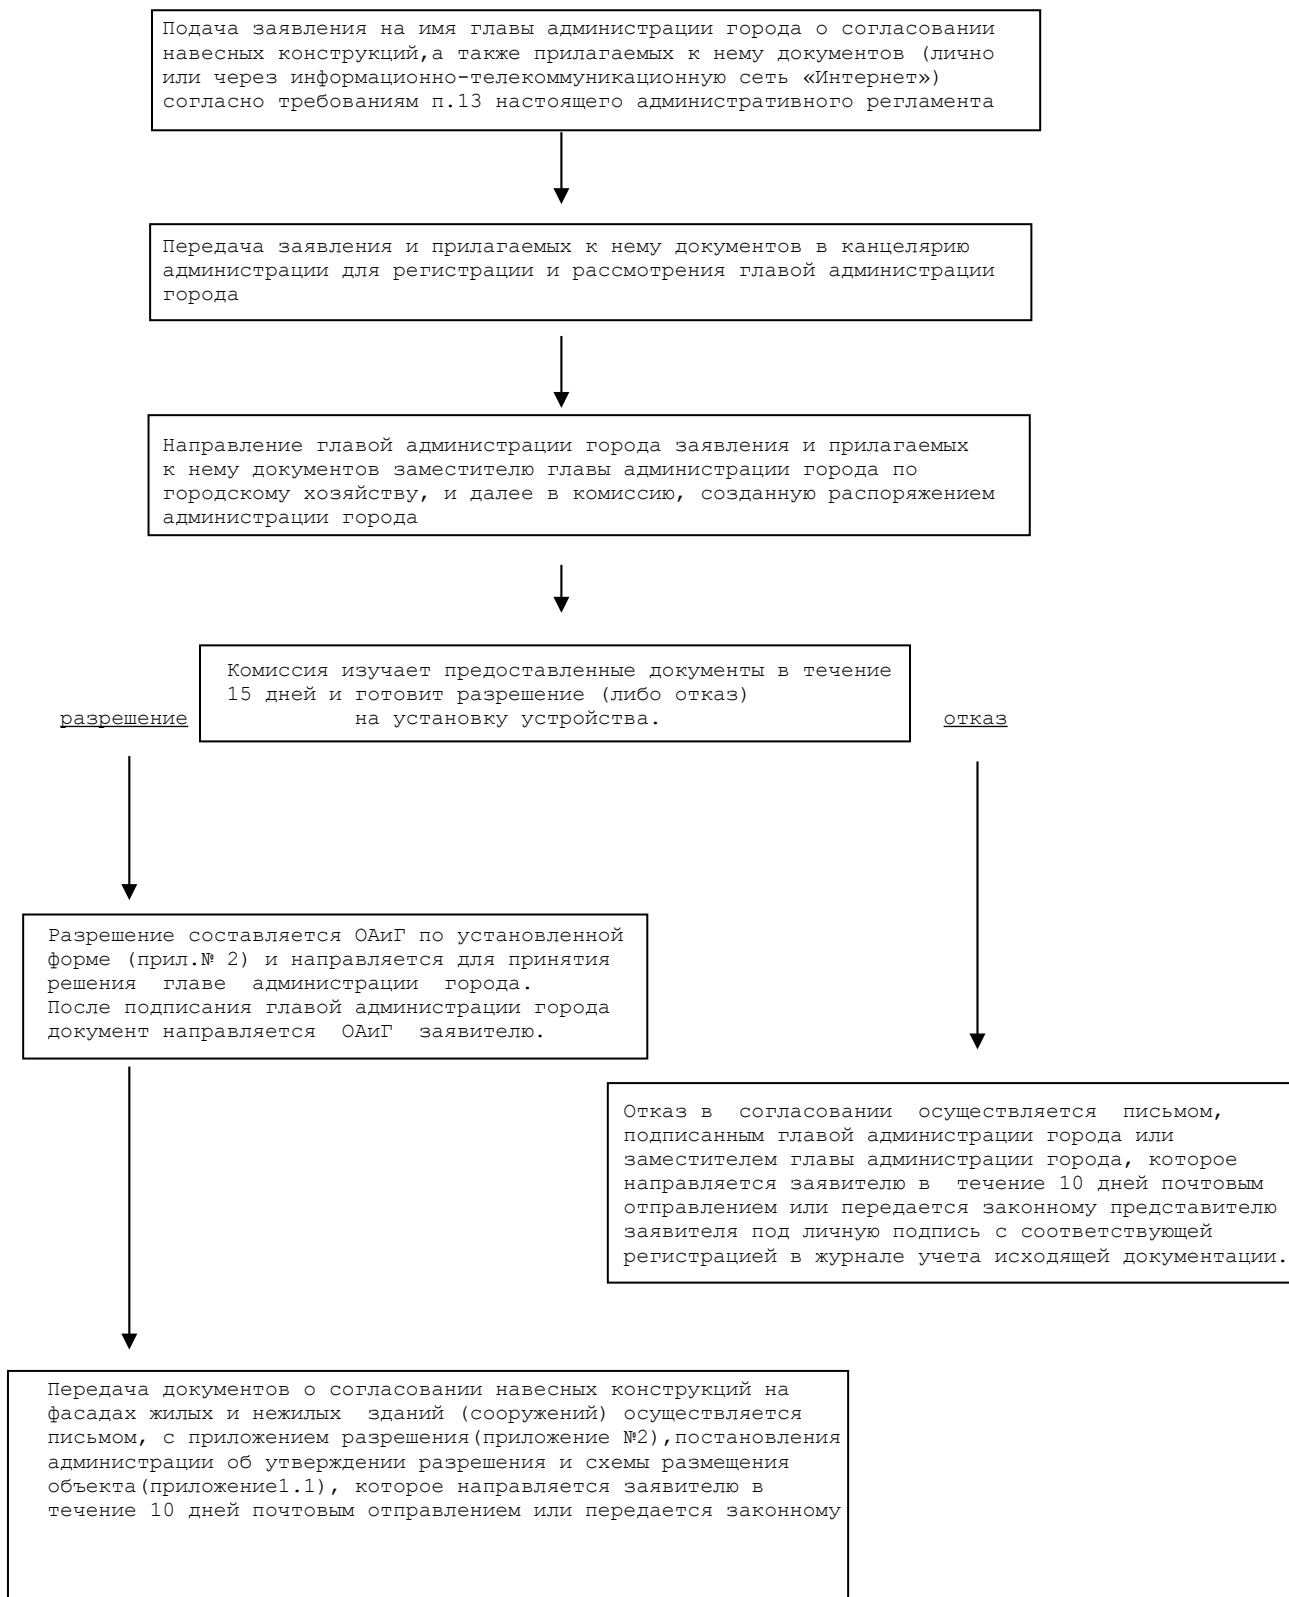 Подача заявления на имя главы администрации города о согласовании
навесных конструкций,а также прилагаемых к нему документов (лично
или через информационно-телекоммуникационную сеть «Интернет»)
согласно требованиям п.13 настоящего административного регламента
Передача заявления и прилагаемых к нему документов в канцелярию
администрации для регистрации и рассмотрения главой администрации
города
Направление главой администрации города заявления и прилагаемых
к нему документов заместителю главы администрации города по
городскому хозяйству, и далее в комиссию, созданную распоряжением
администрации города
Комиссия изучает предоставленные документы в течение
15 дней и готовит разрешение (либо отказ)
на установку устройства.
разрешение
отказ
Разрешение составляется ОАиГ по установленной
форме (прил.№ 2) и направляется для принятия
решения главе администрации города.
После подписания главой администрации города
документ направляется ОАиГ заявителю.
Отказ в согласовании осуществляется письмом,
подписанным главой администрации города или
заместителем главы администрации города, которое
направляется заявителю в течение 10 дней почтовым
отправлением или передается законному представителю
заявителя под личную подпись с соответствующей
регистрацией в журнале учета исходящей документации.
Передача документов о согласовании навесных конструкций на
фасадах жилых и нежилых зданий (сооружений) осуществляется
письмом, с приложением разрешения(приложение №2),постановления
администрации об утверждении разрешения и схемы размещения
объекта(приложение1.1), которое направляется заявителю в
течение 10 дней почтовым отправлением или передается законному